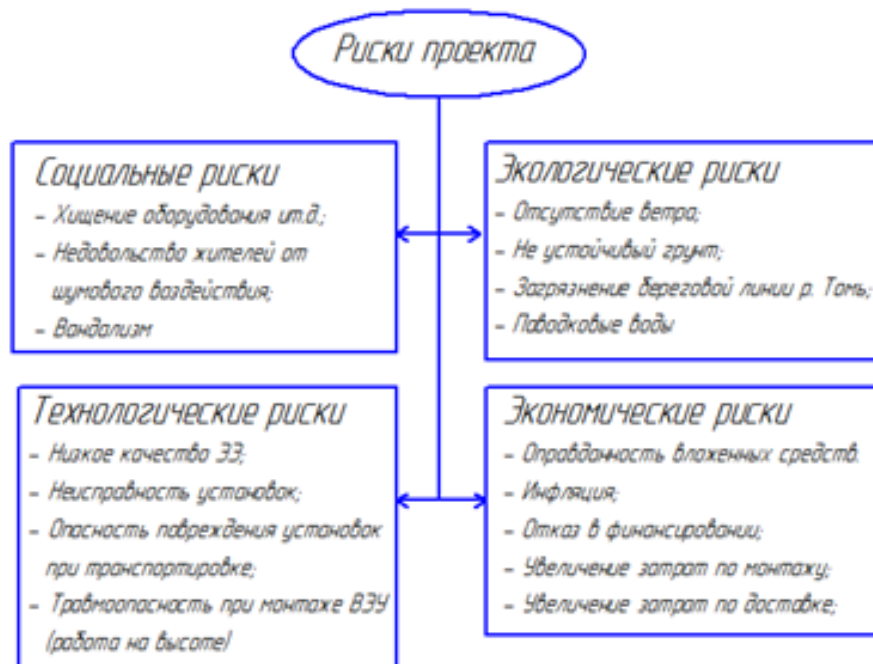 Риски проекта
Социальные риски
- Хищение оборудования ит.д.;
- Недовольство жителей от
шумового воздействия;
- Вандализм
Экологические риски
- Отсутствие ветра;
- Не устойчивый грунт;
- Загрязнение береговой линии р. Томь;
- Паводковые воды
Технологические риски
- Низкое качество ЭЭ;
- Неисправность установок;
- Опасность повреждения установок
при транспортировке;
- Травмоопасность при монтаже ВЭУ
(работа на высоте)
Экономические риски
- Оправданность вложенных средств.
- Инфляция;
- Отказ в финансировании;
- Увеличение затрат по монтажу;
- Увеличение затрат по доставке;